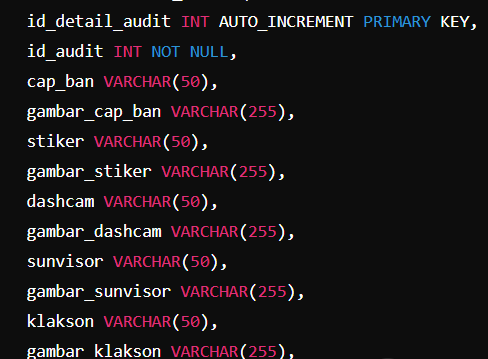 id_detail_audit INT AUTO_INCREMENT PRIMARY KEY,
id_audit INT NOT NULL,
cap_ban VARCHAR(50),
gambar_cap_ban VARCHAR(255),
stiker VARCHAR(50),
gambar_stiker VARCHAR(255),
dashcam VARCHAR(50),
gambar_dashcam VARCHAR(255),
sunvisor VARCHAR(50),
gambar_sunvisor VARCHAR(255),
klakson VARCHAR(50),
gambar_klakson VARCHAR(255),